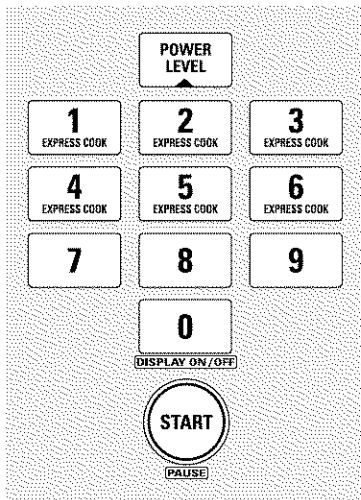 POWER
LEVEL
1 2 3
EXPRESS COOK EXPRESS COOK EXPRESS COOK
4 5 6
EXPRESS COOK EXPRESS COOK EXPRESS COOK
7 8 9
0
DISPLAY ON/OFF
START
PAUSE